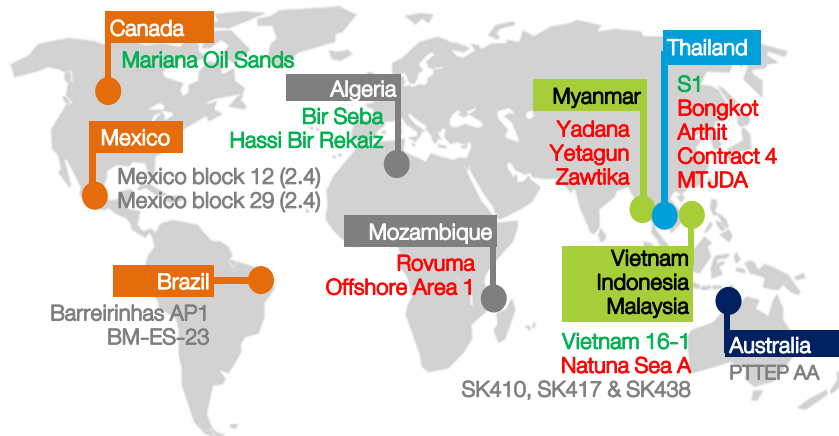 Canada
Mariana Oil Sands
Mexico
Mexico block 12 (2.4)
Mexico block 29 (2.4)
Brazil
Barreirinhas AP1
BM-ES-23
Algeria
Bir Seba
Hassi Bir Rekaiz
Mozambique
Rovuma
Offshore Area 1
Myanmar
Yadana
Yetagun
Zawtika
Thailand
S1
Bongkot
Arthit
Contract 4
MTJDA
Vietnam
Indonesia
Malaysia
Vietnam 16-1
Natuna Sea A
SK410, SK417 & SK438
Australia
PTTEP AA